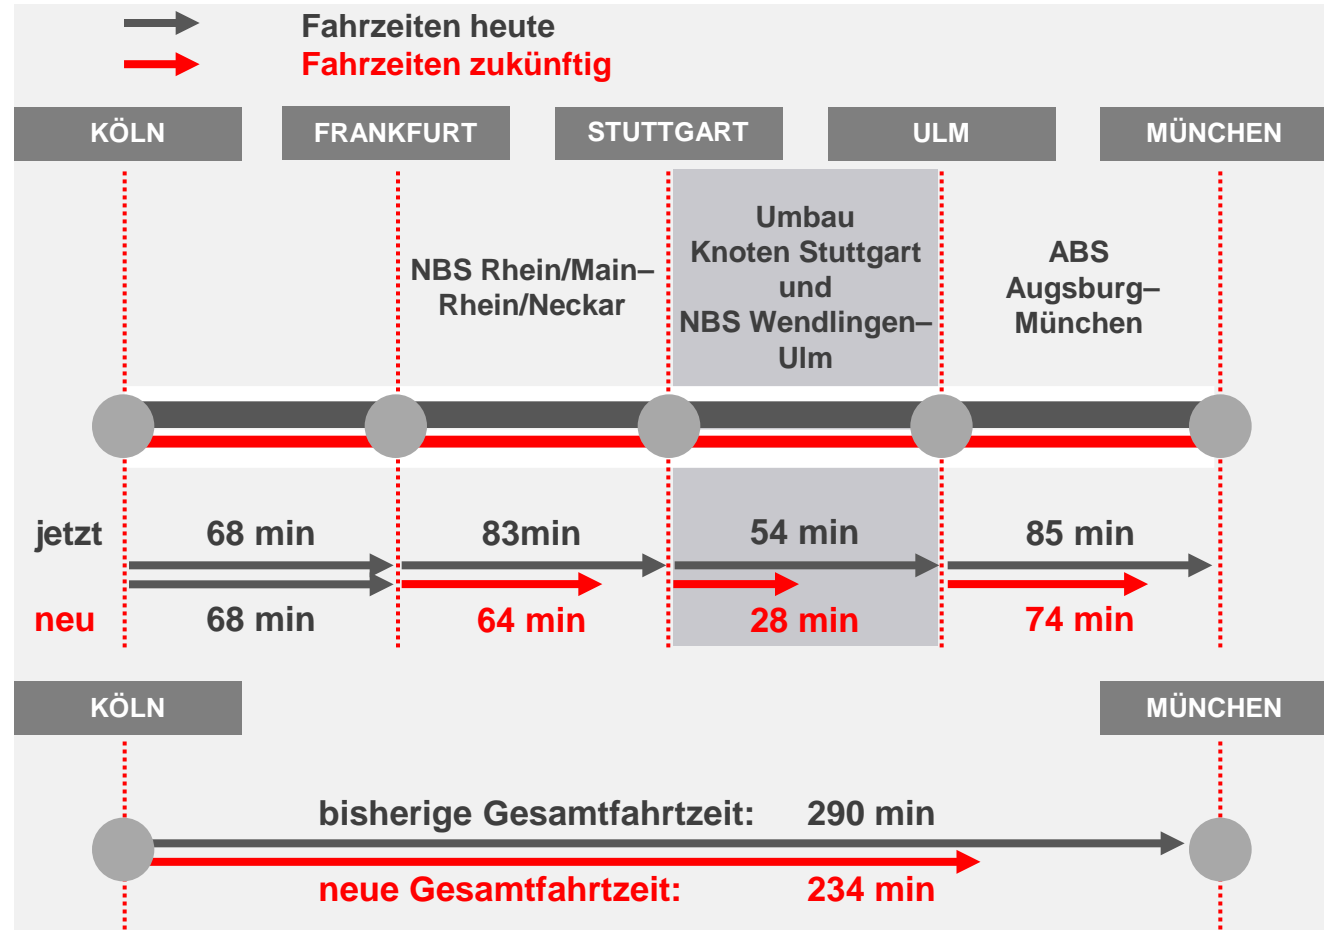 Fahrzeiten heute
Fahrzeiten zukünftig
KÖLN
FRANKFURT
STUTTGART
ULM
MÜNCHEN
NBS Rhein/Main–
Rhein/Neckar
Umbau
Knoten Stuttgart
und
NBS Wendlingen–
Ulm
ABS
Augsburg–
München
jetzt 68 min 83min 54 min 85 min
neu 68 min 64 min 28 min 74 min
KÖLN
MÜNCHEN
bisherige Gesamtfahrtzeit: 290 min
neue Gesamtfahrtzeit: 234 min